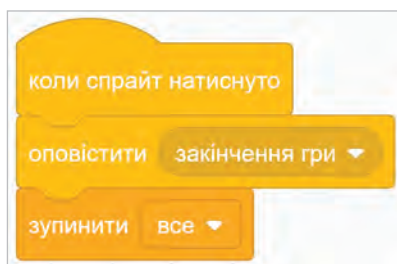 коли спрайт натиснуто
оповістити закінчення гри
зупинити все